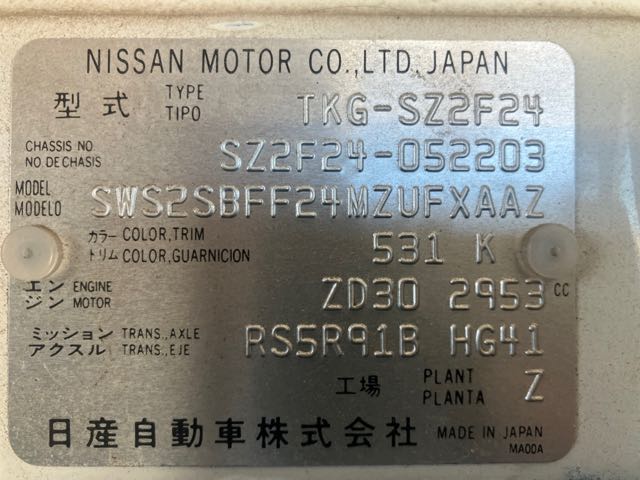 NISSAN MOTOR CO.,LTD.JAPAN
型式 TYPE TIPO TKG-SZ2F24
CHASSIS NO NO.DE CHASIS SZ2F24-052203
MODEL MODELO SWS2SBFF24MZUFXAAZ
カラー COLOR,TRIM
トリム COLOR,GUARNICION 531 K
エン ENGINE
ジン MOTOR ZD30 2953 CC
ミッション TRANS.,AXLE
アクスル TRANS.,EJE RS5R91B HG41
工場 PLANT PLANTA Z
日産自動車株式会社 MADE IN JAPAN
MA00A